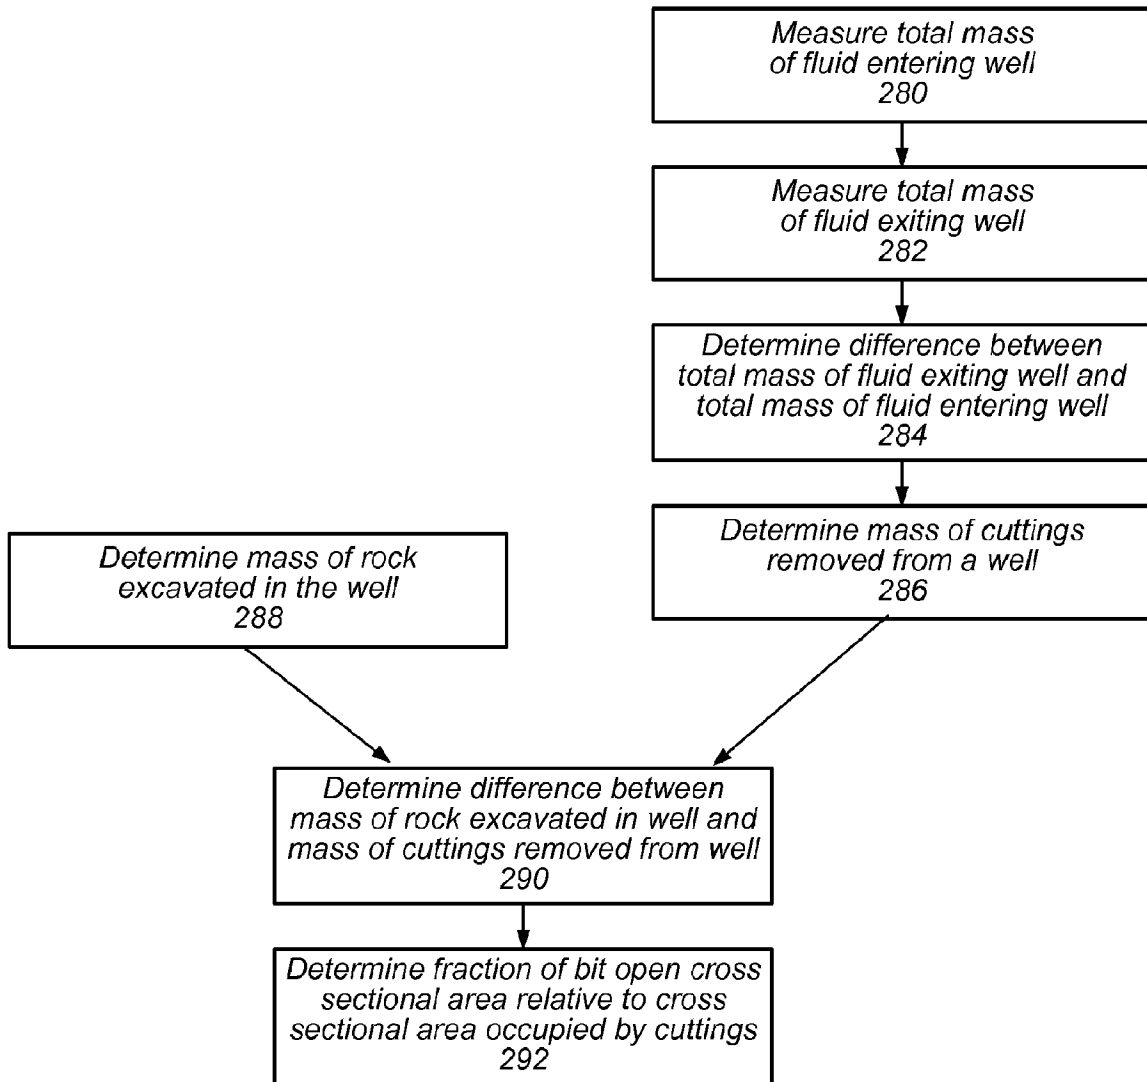 Measure total mass
of fluid entering well
280
Measure total mass
of fluid exiting well
282
Determine difference between
total mass of fluid exiting well and
total mass of fluid entering well
284
Determine mass of cuttings
removed from a well
286
Determine mass of rock
excavated in the well
288
Determine difference between
mass of rock excavated in well and
mass of cuttings removed from well
290
Determine fraction of bit open cross
sectional area relative to cross
sectional area occupied by cuttings
292